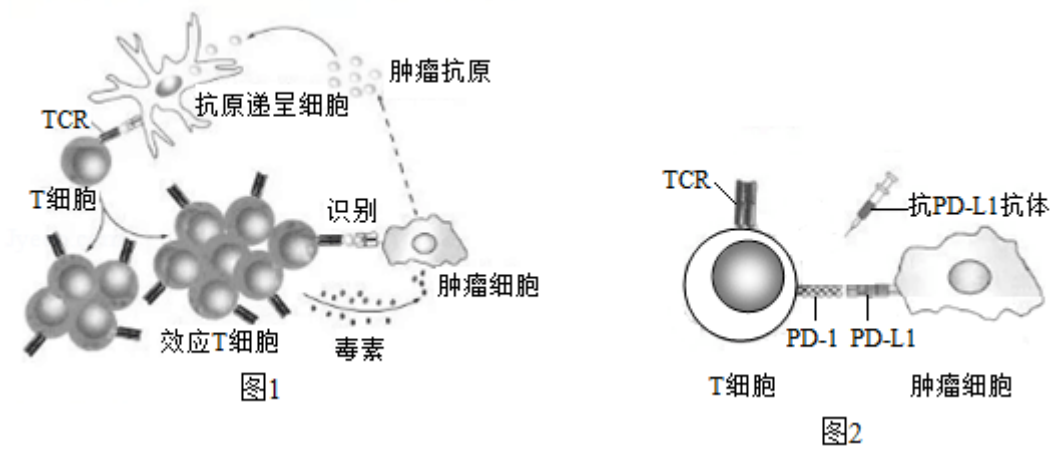 肿瘤抗原
抗原递呈细胞
TCR
T细胞
识别
肿瘤细胞
效应T细胞
毒素
图1
TCR
抗PD-L1抗体
PD-1 PD-L1
T细胞 肿瘤细胞
图2